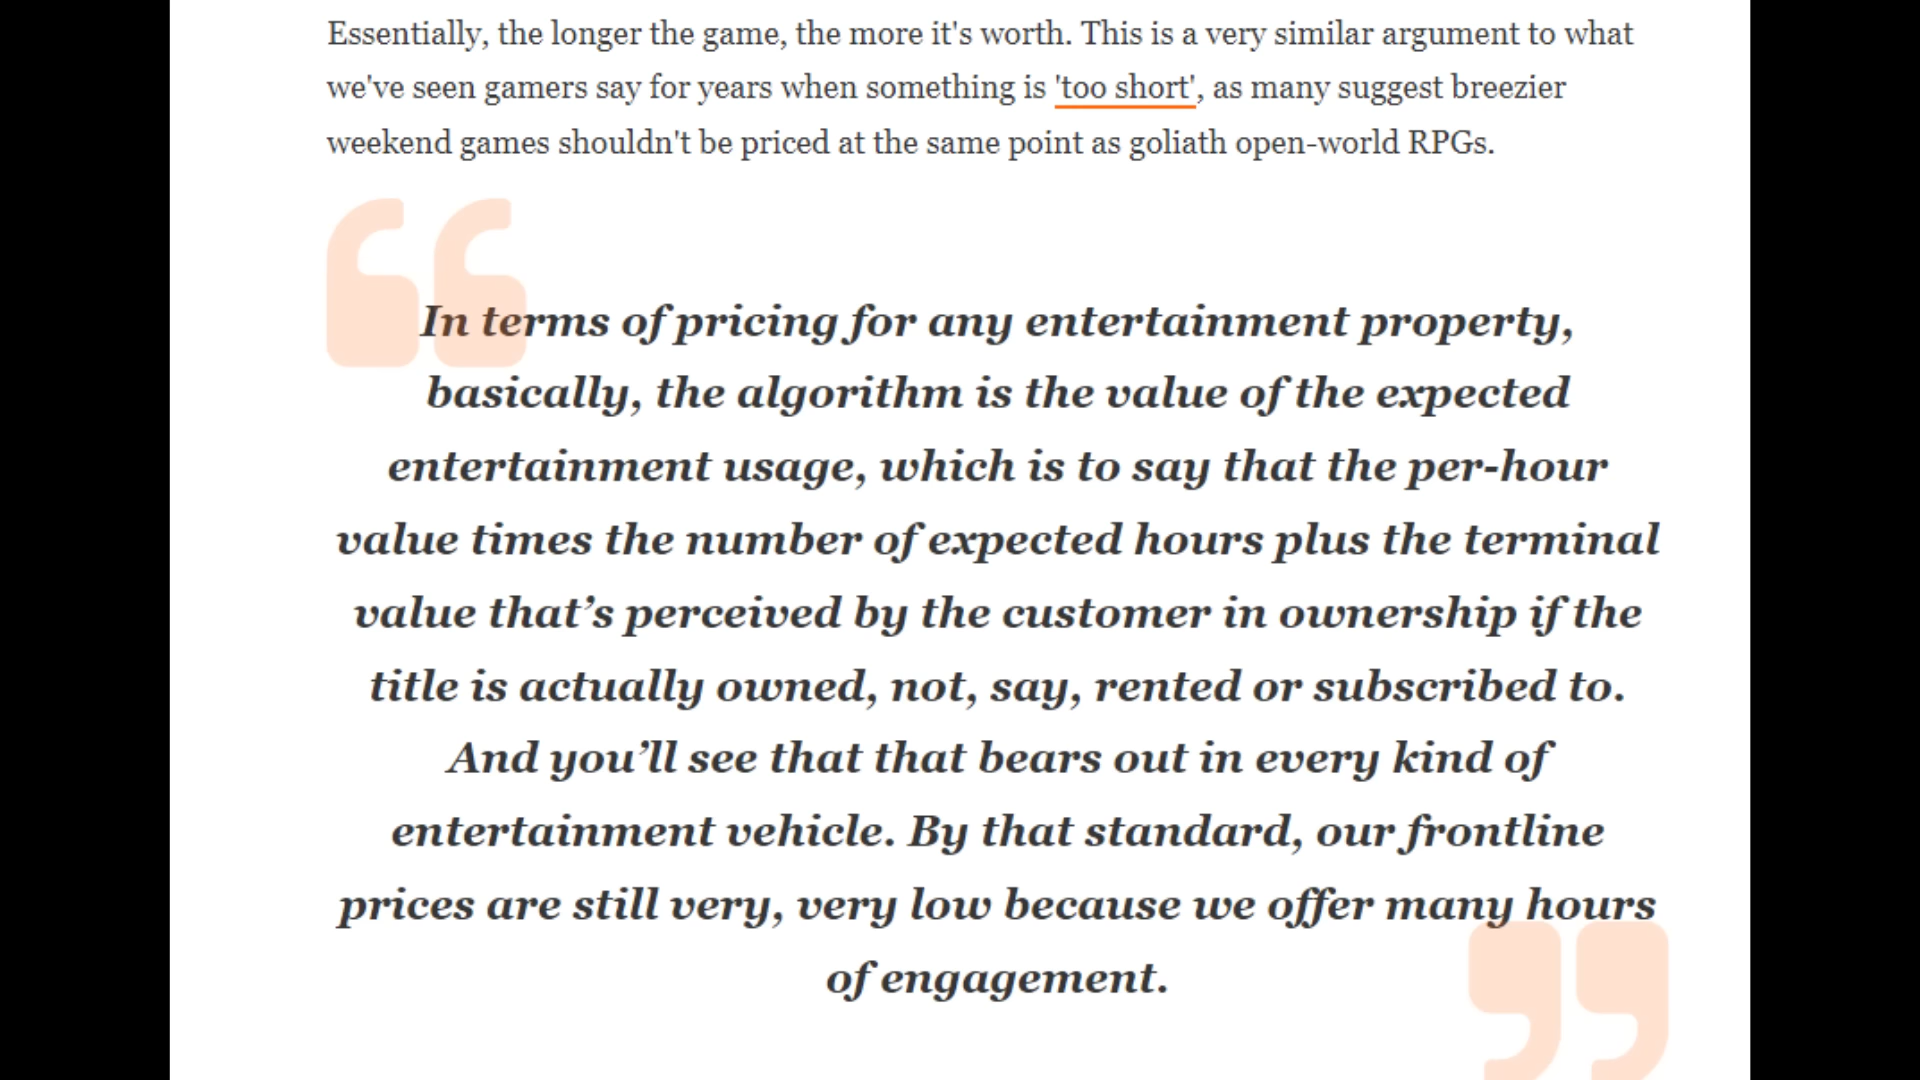 Essentially, the longer the game, the more it's worth. This is a very similar argument to what
we've seen gamers say for years when something is 'too short', as many suggest breezier
weekend games shouldn't be priced at the same point as goliath open-world RPGs.
In terms of pricing for any entertainment property,
basically, the algorithm is the value of the expected
entertainment usage, which is to say that the per-hour
value times the number of expected hours plus the terminal
value that’s perceived by the customer in ownership if the
title is actually owned, not, say, rented or subscribed to.
And you’ll see that that bears out in every kind of
entertainment vehicle. By that standard, our frontline
prices are still very, very low because we offer many hours
of engagement.